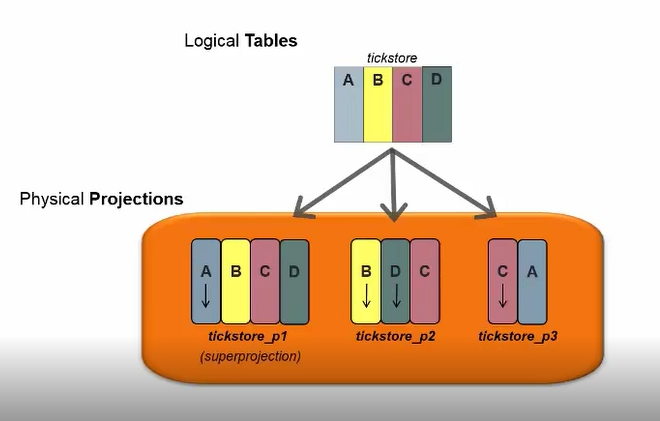 Logical Tables
tickstore
A B C D
Physical Projections
A B C D
B D C
C A
tickstore_p1
tickstore_p2
tickstore_p3
(superprojection)